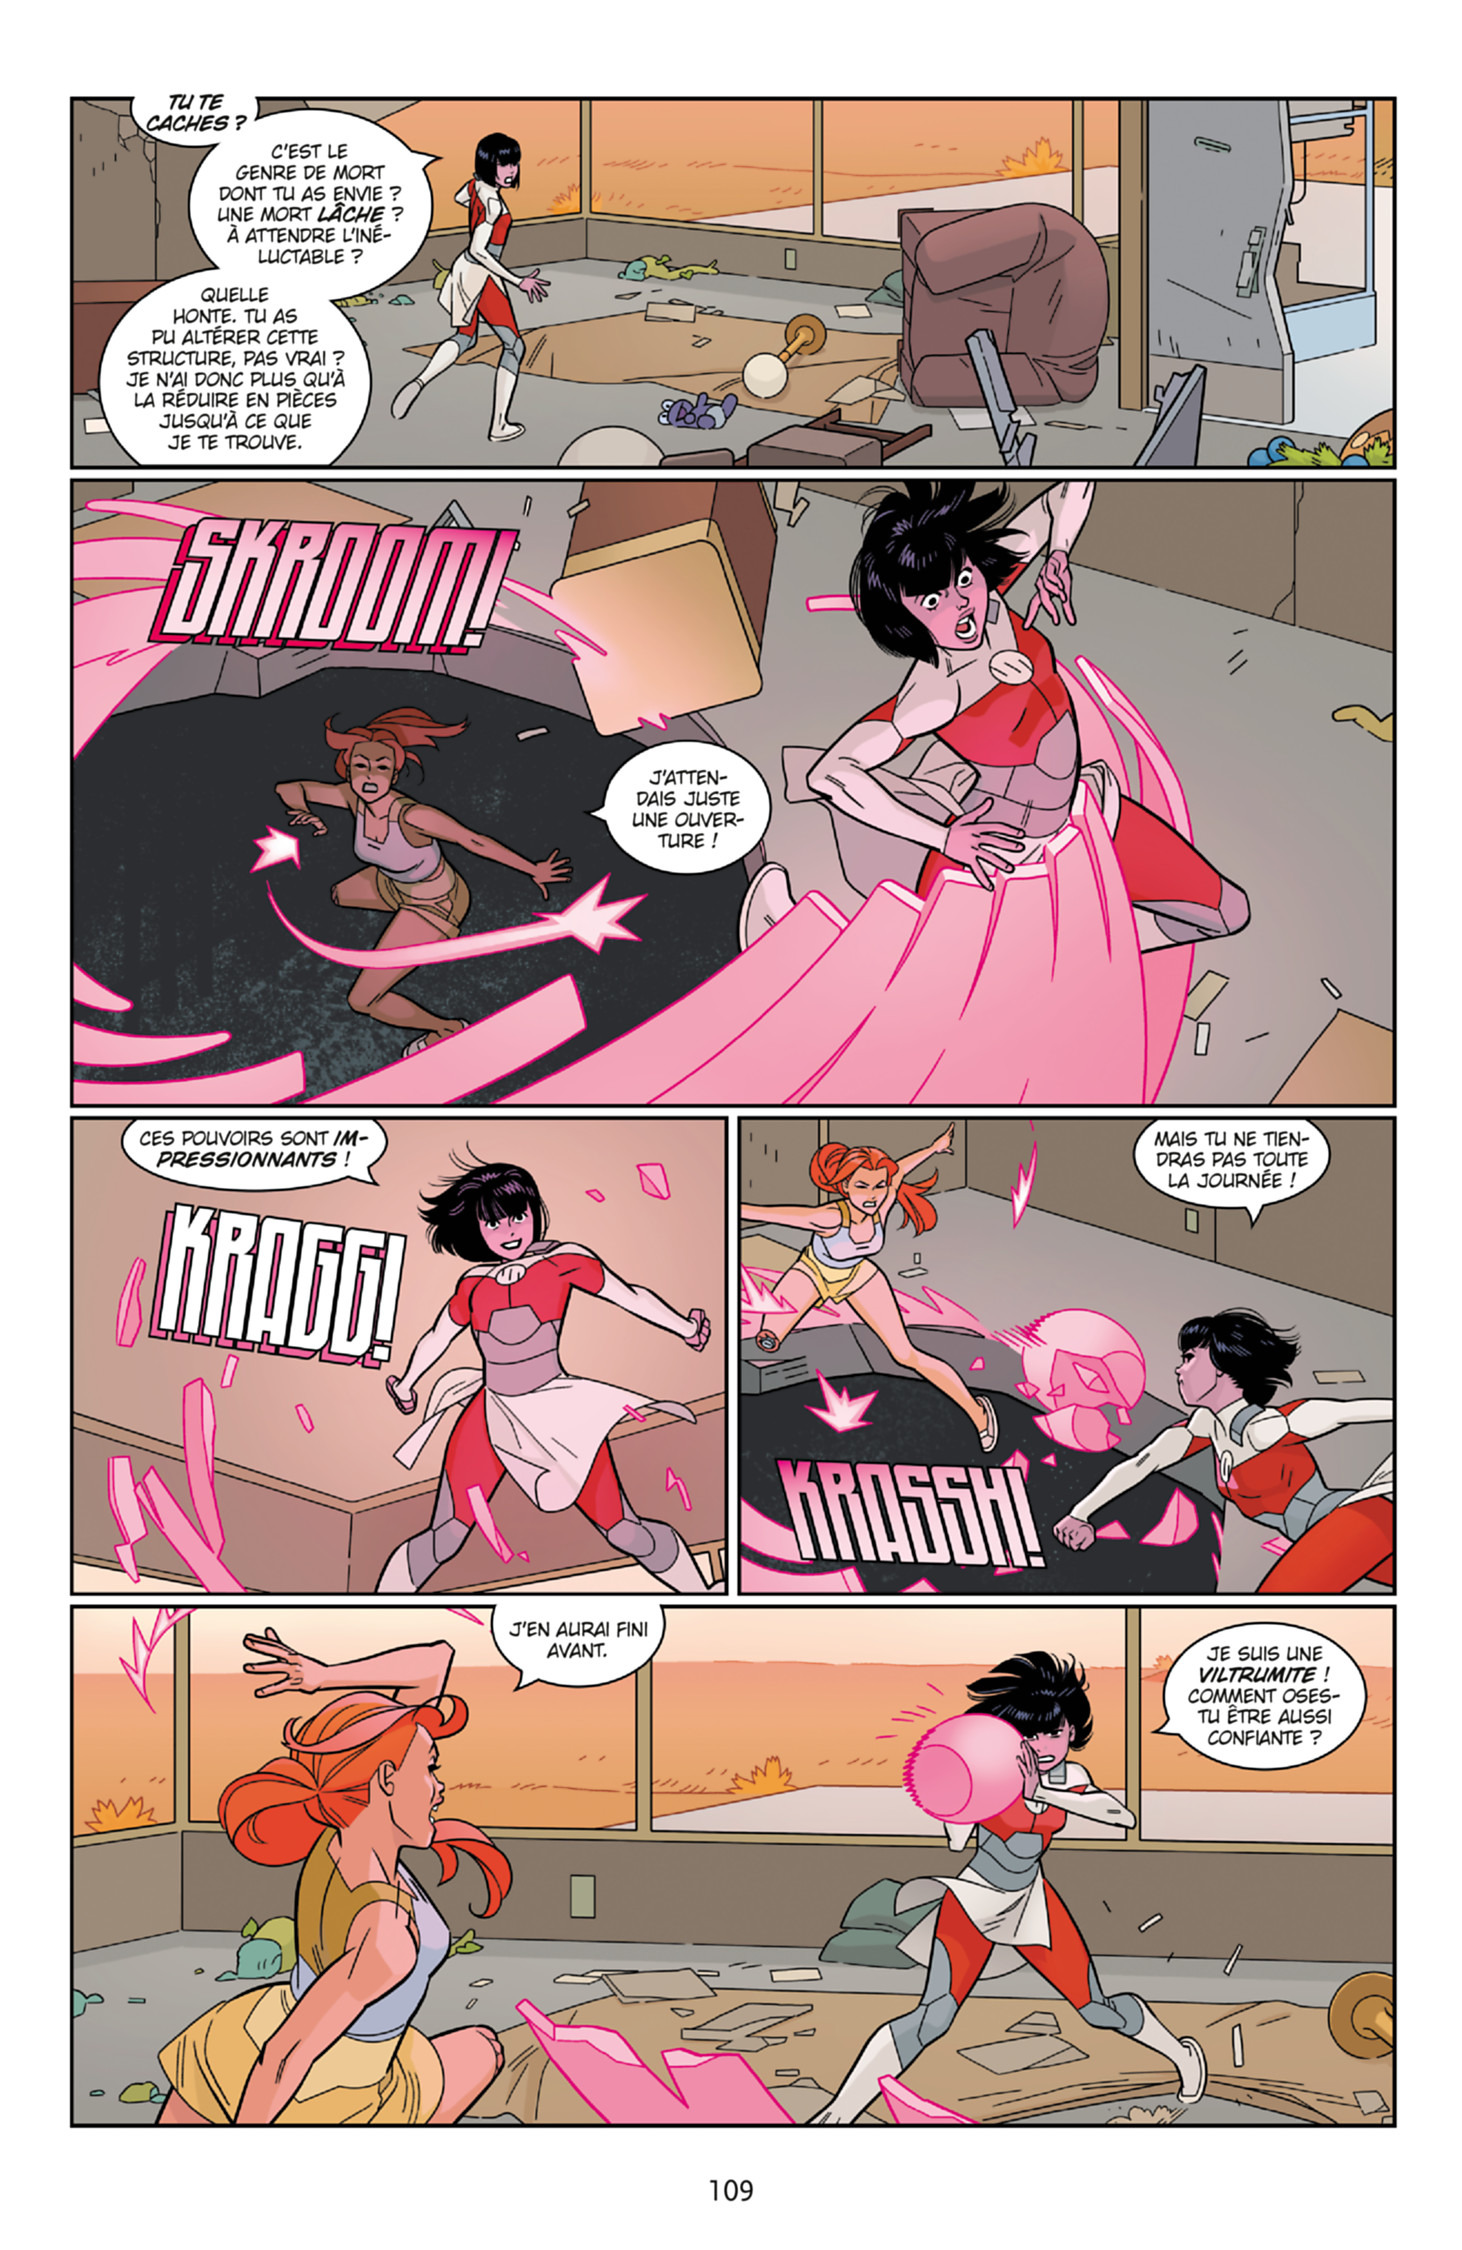 TU TE
CACHES ?
C'EST LE
GENRE DE MORT
DONT TU AS ENVIE ?
UNE MORT LÂCHE ?
À ATTENDRE L'INÉ-
LUCTABLE ?
QUELLE
HONTE. TU AS
PU ALTÉRER CETTE
STRUCTURE, PAS VRAI ?
JE N'AI DONC PLUS QU'À
LA RÉDUIRE EN PIÈCES
JUSQU'À CE QUE
JE TE TROUVE.
SKROOM!
J'ATTEN-
DAIS JUSTE
UNE OUVER-
TURE !
CES POUVOIRS SONT IM-
PRESSIONNANTS !
KRAGG!
MAIS TU NE TIEN-
DRAS PAS TOUTE
LA JOURNÉE !
KRASSH!
J'EN AURAI FINI
AVANT.
JE SUIS UNE
VILTRUMITE !
COMMENT OSES-
TU ÊTRE AUSSI
CONFIANTE ?
109